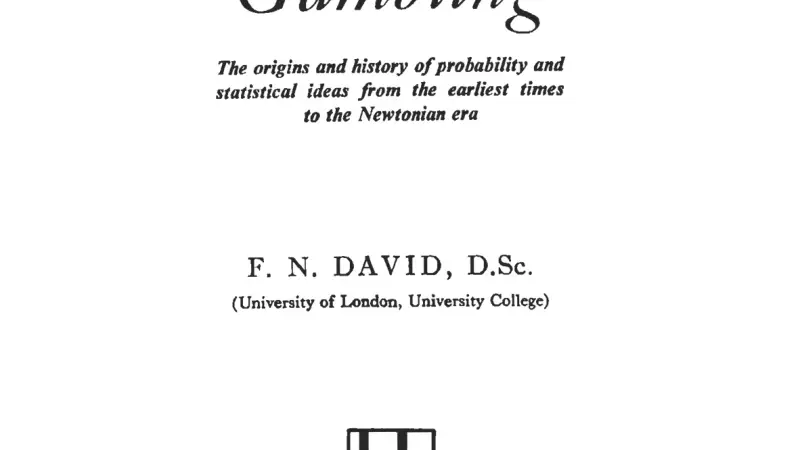 Gambling
The origins and history of probability and
statistical ideas from the earliest times
to the Newtonian era
F. N. DAVID, D.Sc.
(University of London, University College)